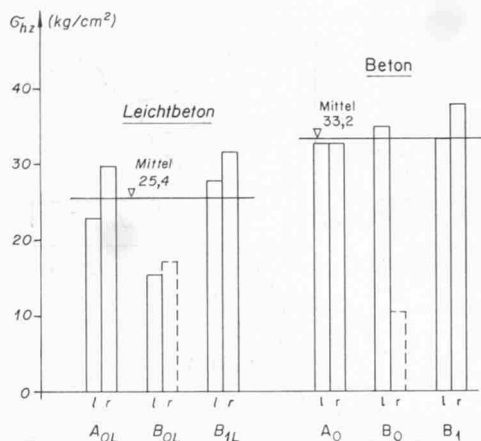 σhz (kg/cm²)
40
30
20
10
0
Leichtbeton
Mittel
25,4
Beton
Mittel
33,2
l r l r l r l r l r l r
A0L B0L B1L A0 B0 B1